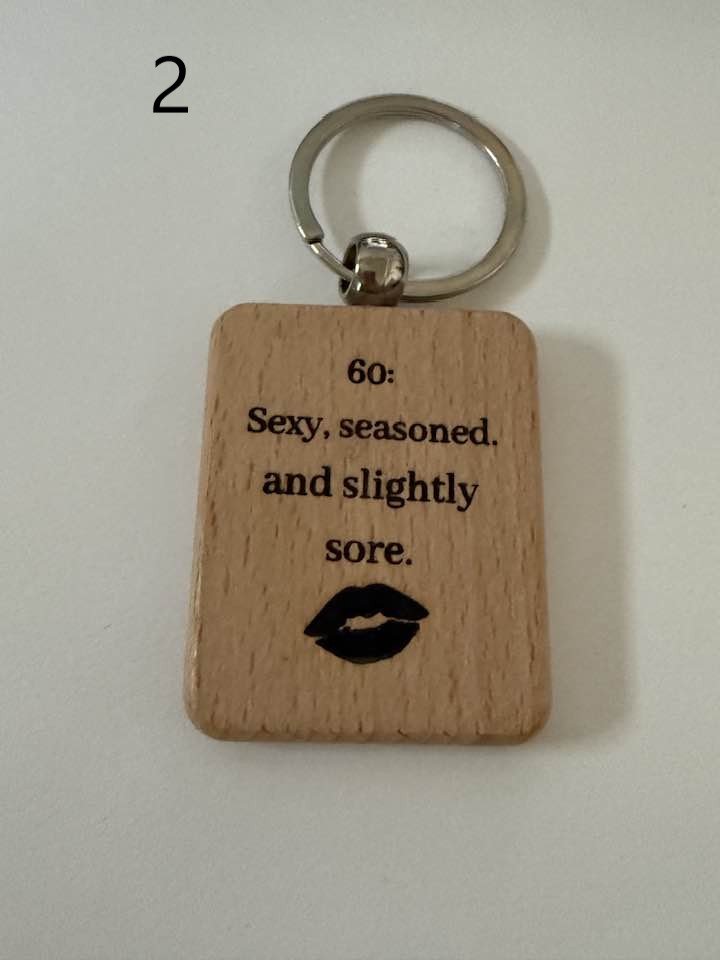 2
60:
Sexy, seasoned.
and slightly
sore.